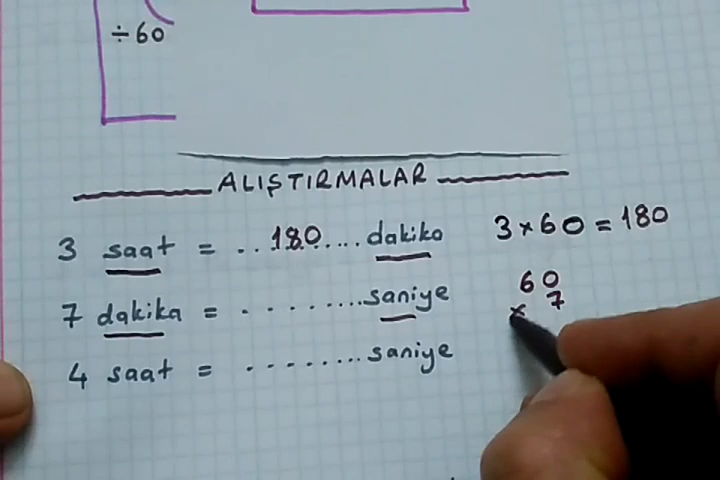 ÷60
ALIŞTIRMALAR
3 saat = ..180.... dakika 3×60=180
7 dakika = ......... saniye 60
× 7
4 saat = ........ saniye